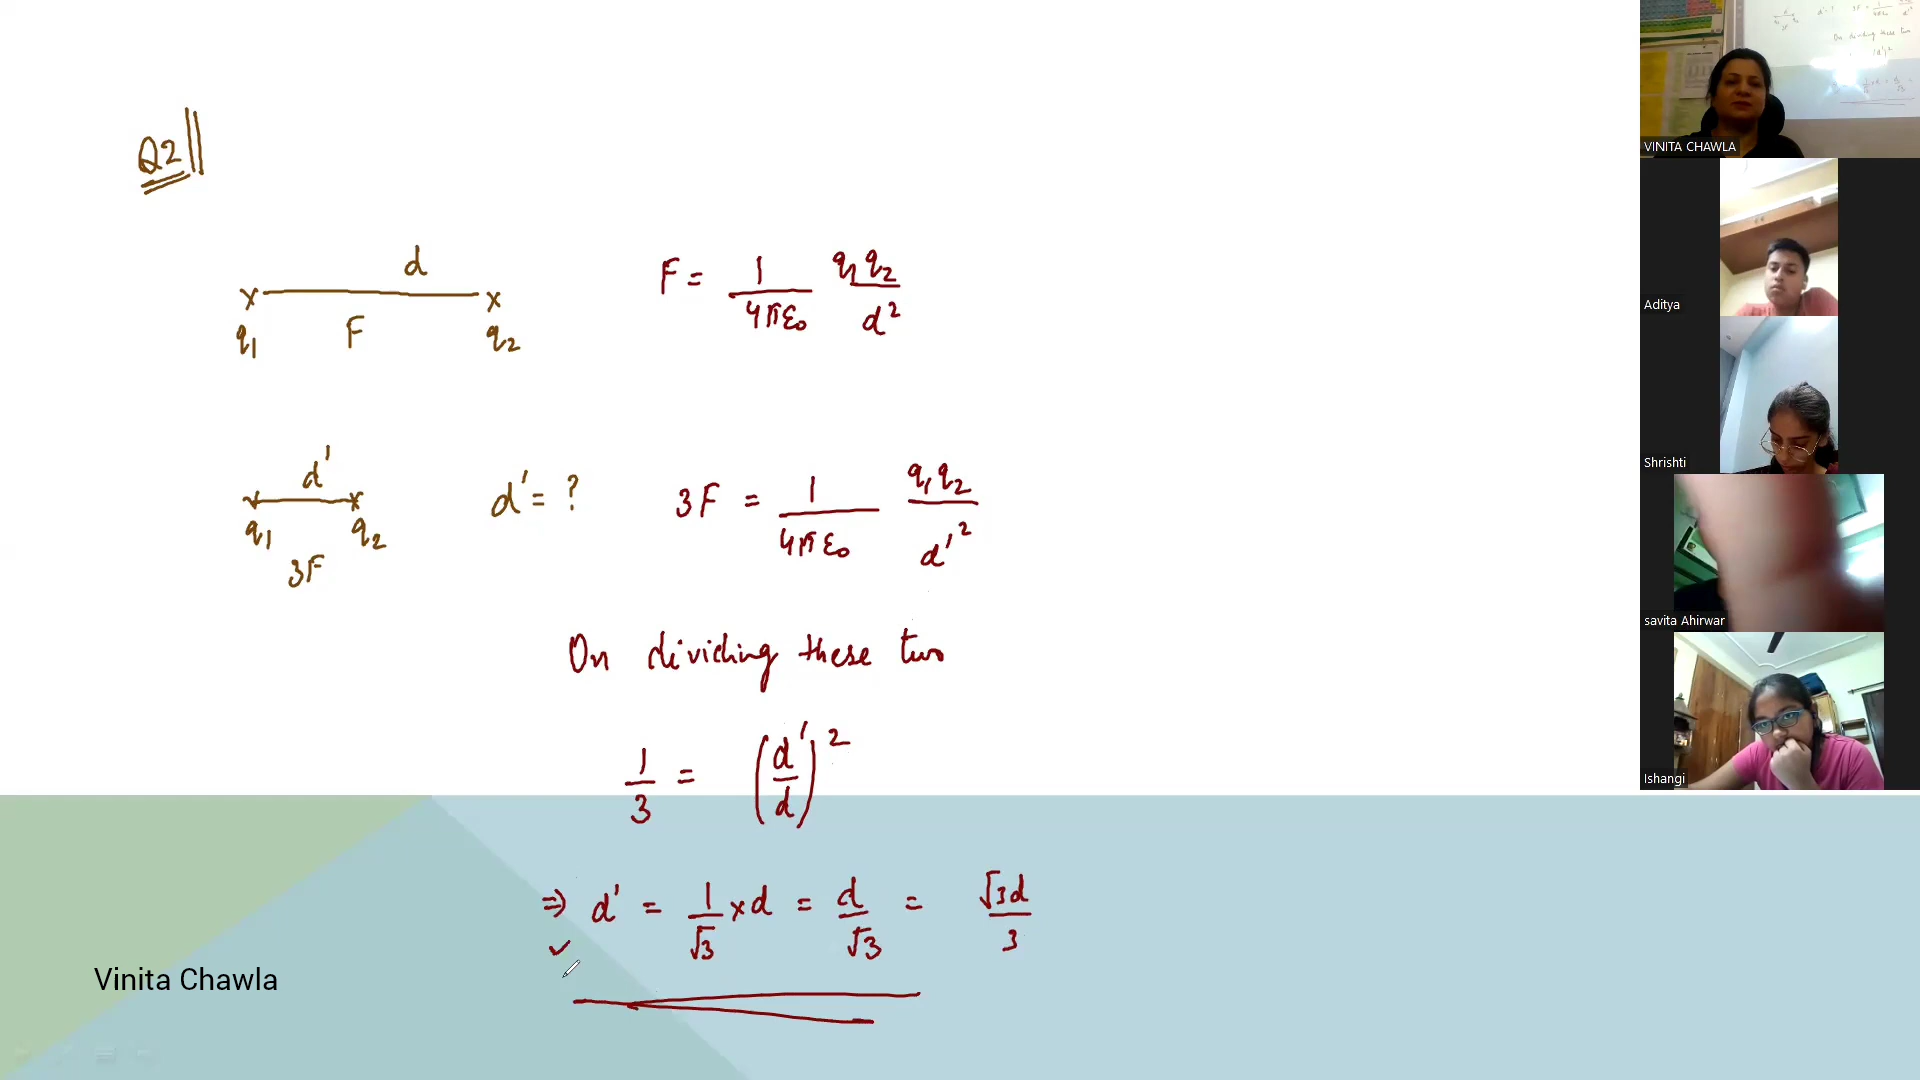 Q2
d
q1 F q2
F = 1/4πε0 q1q2/d²
d'
q1 q2
3F
d' = ?
3F = 1/4πε0 q1q2/d'²
On dividing these two
1/3 = (d'/d)²
⇒ d' = 1/√3 × d = d/√3 = √3d/3
Vinita Chawla
VINITA CHAWLA
Aditya
Shrishti
savita Ahirwar
Ishangi